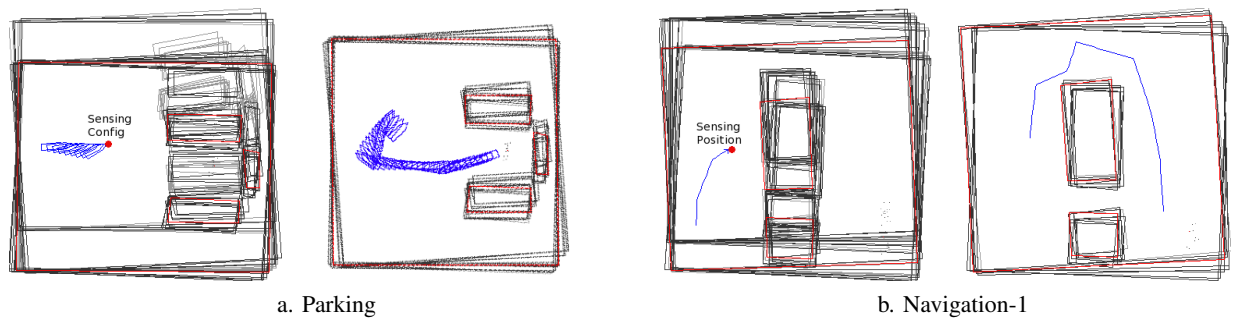 Sensing
Config
Sensing
Position
a. Parking
b. Navigation-1